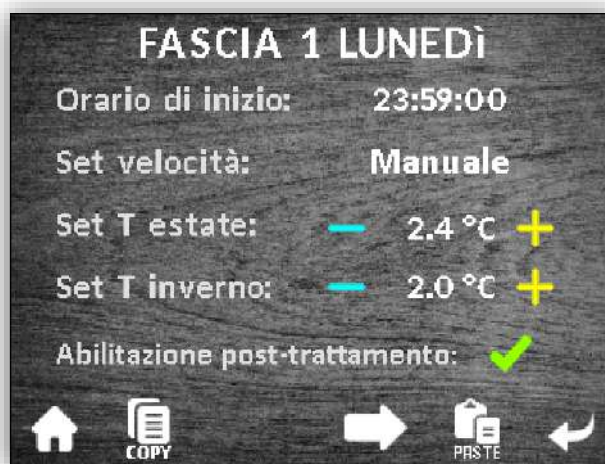 FASCIA 1 LUNEDì
Orario di inizio: 23:59:00
Set velocità: Manuale
Set T estate: − 2.4 °C +
Set T inverno: − 2.0 °C +
Abilitazione post-trattamento:
COPY PASTE